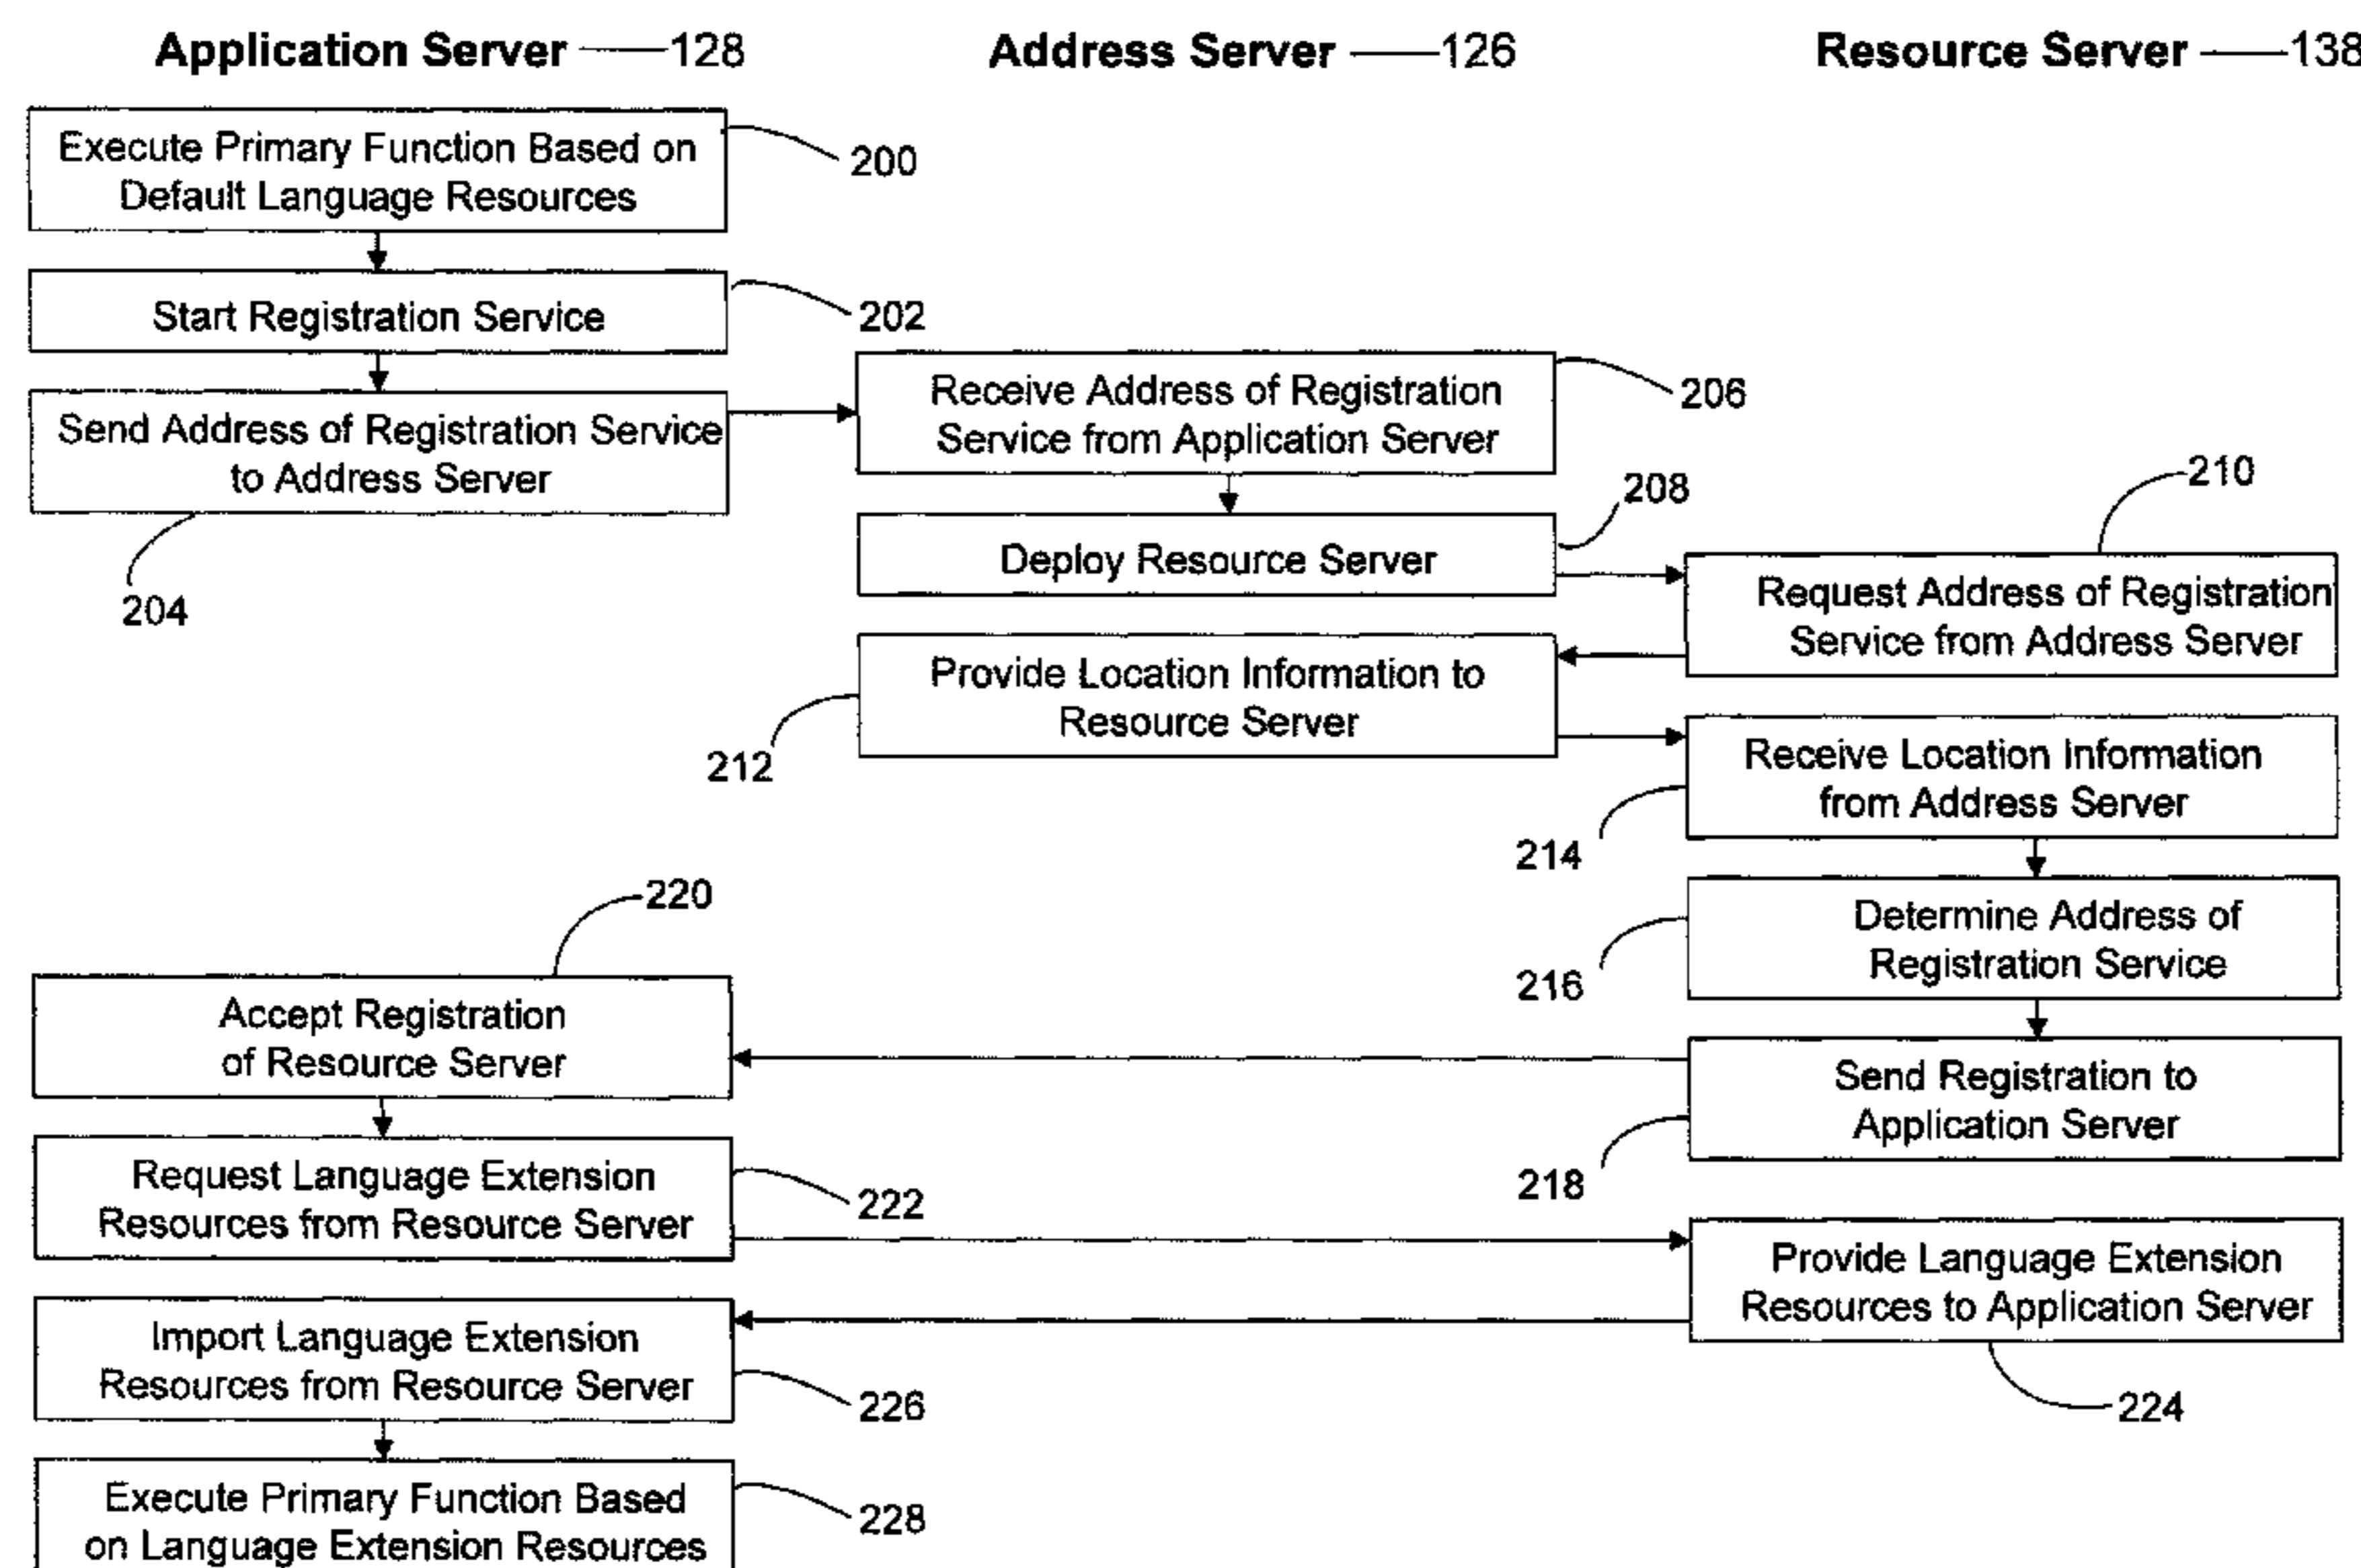 Application Server 128
Address Server 126
Resource Server 138
Execute Primary Function Based on
Default Language Resources
200
Start Registration Service
202
Send Address of Registration Service
to Address Server
204
Receive Address of Registration
Service from Application Server
206
Deploy Resource Server
208
210
Request Address of Registration
Service from Address Server
Provide Location Information to
Resource Server
212
Receive Location Information
from Address Server
214
Determine Address of
Registration Service
216
Send Registration to
Application Server
218
220
Accept Registration
of Resource Server
Request Language Extension
Resources from Resource Server
222
Provide Language Extension
Resources to Application Server
224
Import Language Extension
Resources from Resource Server
226
Execute Primary Function Based
on Language Extension Resources
228